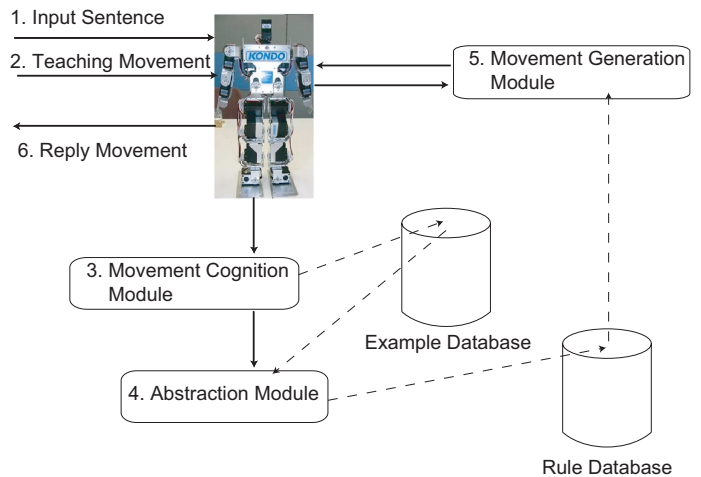 1. Input Sentence
2. Teaching Movement
KONDO
5. Movement Generation
Module
6. Reply Movement
3. Movement Cognition
Module
Example Database
4. Abstraction Module
Rule Database